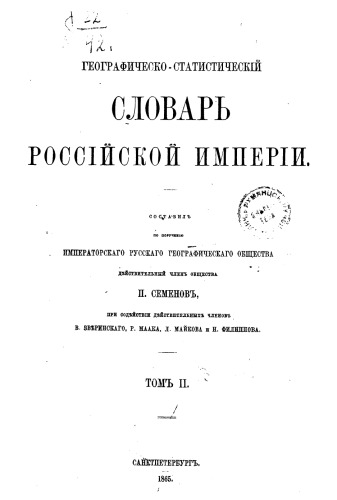 12.
ГЕОГРАФИЧЕСКО-СТАТИСТИЧЕСКІЙ
СЛОВАРЬ
РОССІЙСКОЙ ИМПЕРІИ.
СОСТАВИЛЪ
ПО ПОРУЧЕНІЮ
ИМПЕРАТОРСКАГО РУССКАГО ГЕОГРАФИЧЕСКАГО ОБЩЕСТВА
ДѢЙСТВИТЕЛЬНЫЙ ЧЛЕНЪ ОБЩЕСТВА
П. СЕМЕНОВЪ,
ПРИ СОДѢЙСТВІИ ДѢЙСТВИТЕЛЬНЫХЪ ЧЛЕНОВЪ
В. ЗВѢРИНСКАГО, Р. МААКА, Л. МАЙКОВА и Н. ФИЛИППОВА.
ТОМЪ II.
САНКТПЕТЕРБУРГЪ.
1865.